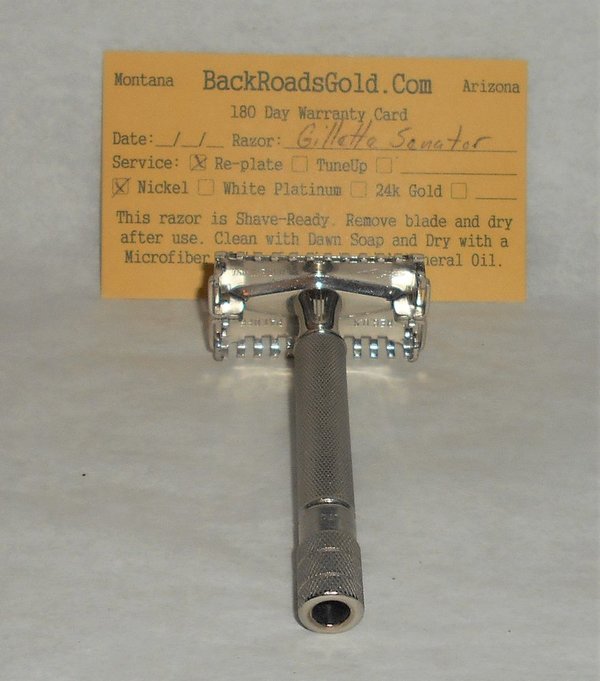 Montana BackRoadsGold.Com Arizona
180 Day Warranty Card
Date: / / Razor: Gillette Senator
Service: ☒ Re-plate ☐ TuneUp ☐
☒ Nickel ☐ White Platinum ☐ 24k Gold ☐
This razor is Shave-Ready. Remove blade and dry
after use. Clean with Dawn Soap and Dry with a
Microfiber Mineral Oil.